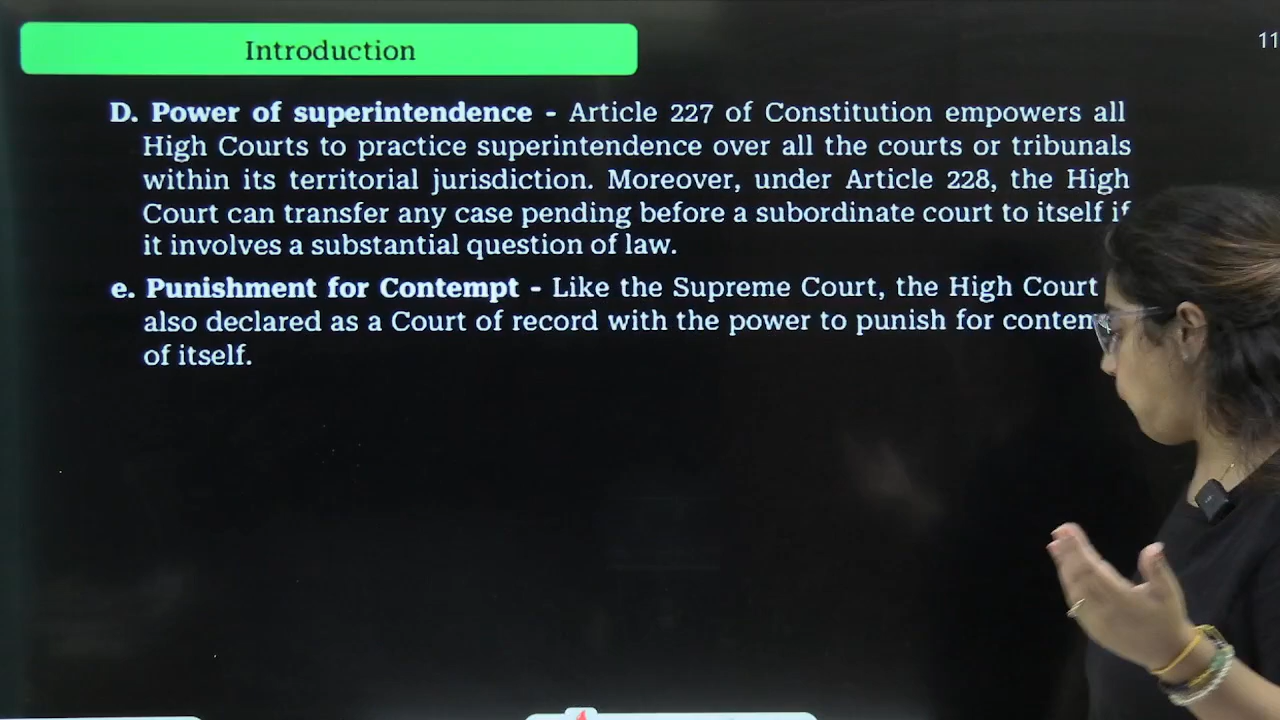 Introduction
11
D. Power of superintendence - Article 227 of Constitution empowers all
High Courts to practice superintendence over all the courts or tribunals
within its territorial jurisdiction. Moreover, under Article 228, the High
Court can transfer any case pending before a subordinate court to itself if
it involves a substantial question of law.
e. Punishment for Contempt - Like the Supreme Court, the High Court
also declared as a Court of record with the power to punish for
of itself.